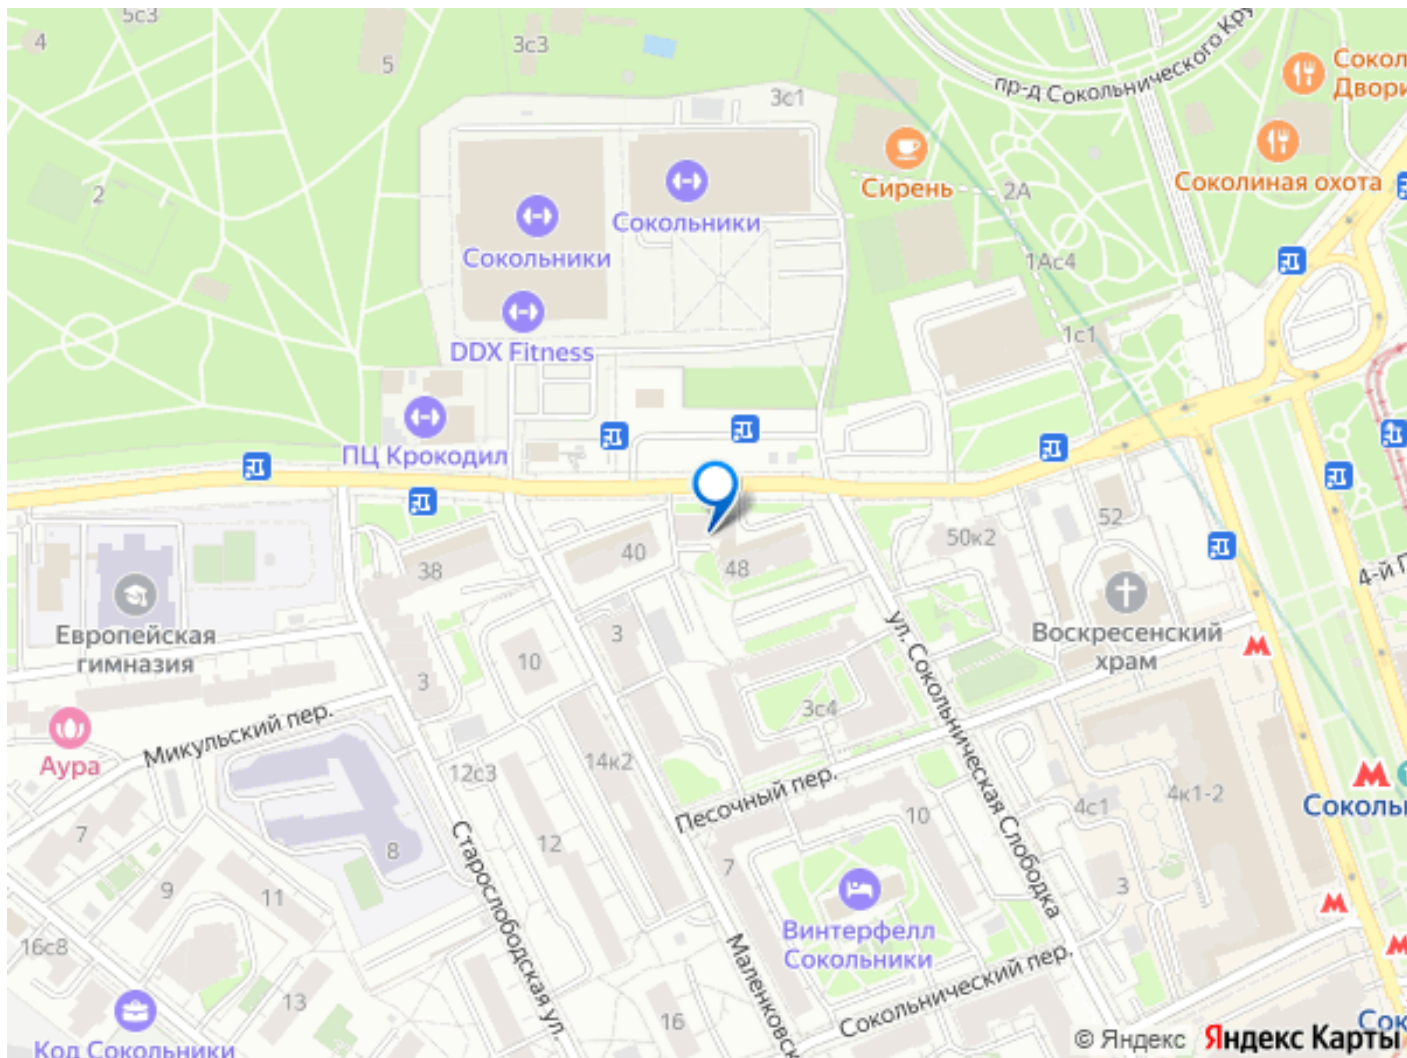 5с3
4
5
3с3
3с1
пр-д Сокольнического Кру
Сокол
Двори
Соколиная охота
2
Сокольники
Сокольники
Сирень
2А
1Ас4
1с1
DDX Fitness
ПЦ Крокодил
52
50к2
38
40
48
4-й П
Европейская
гимназия
3
10
3
ул. Сокольническая Слободка
Воскресенский
храм
3с4
Микульский пер.
Аура
12с3
14к2
Песочный пер.
4с1
4к1-2
Соколь
7
8
12
10
7
9
11
Старослободская ул.
3
Винтерфелл
Сокольники
16с8
13
16
Маленковск
Сокольнический пер.
Сок
Код Сокольники
© Яндекс Яндекс Карты